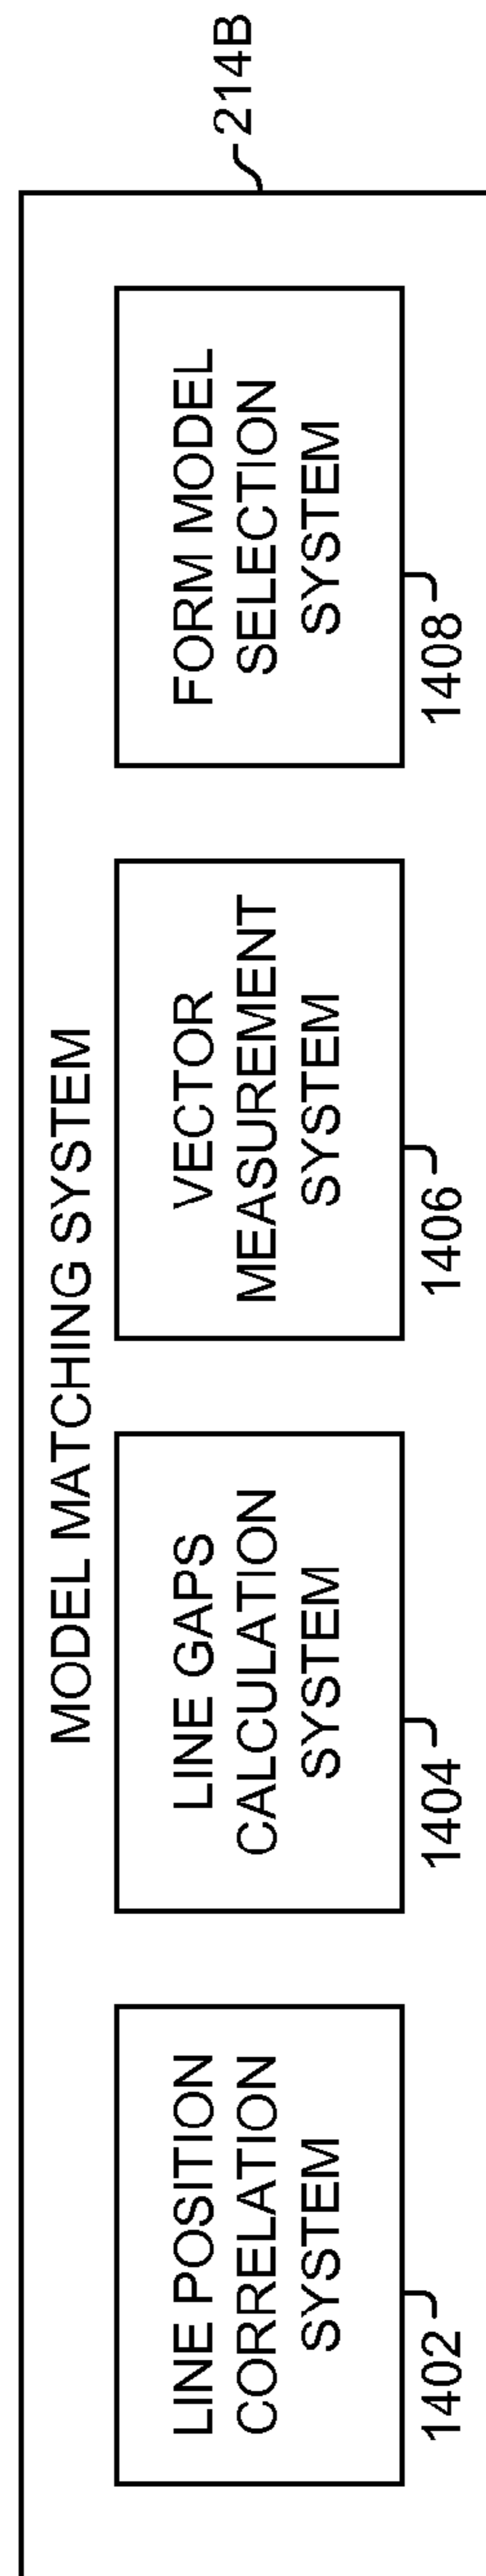 MODEL MATCHING SYSTEM
214B
LINE POSITION
CORRELATION
SYSTEM
1402
LINE GAPS
CALCULATION
SYSTEM
1404
VECTOR
MEASUREMENT
SYSTEM
1406
FORM MODEL
SELECTION
SYSTEM
1408